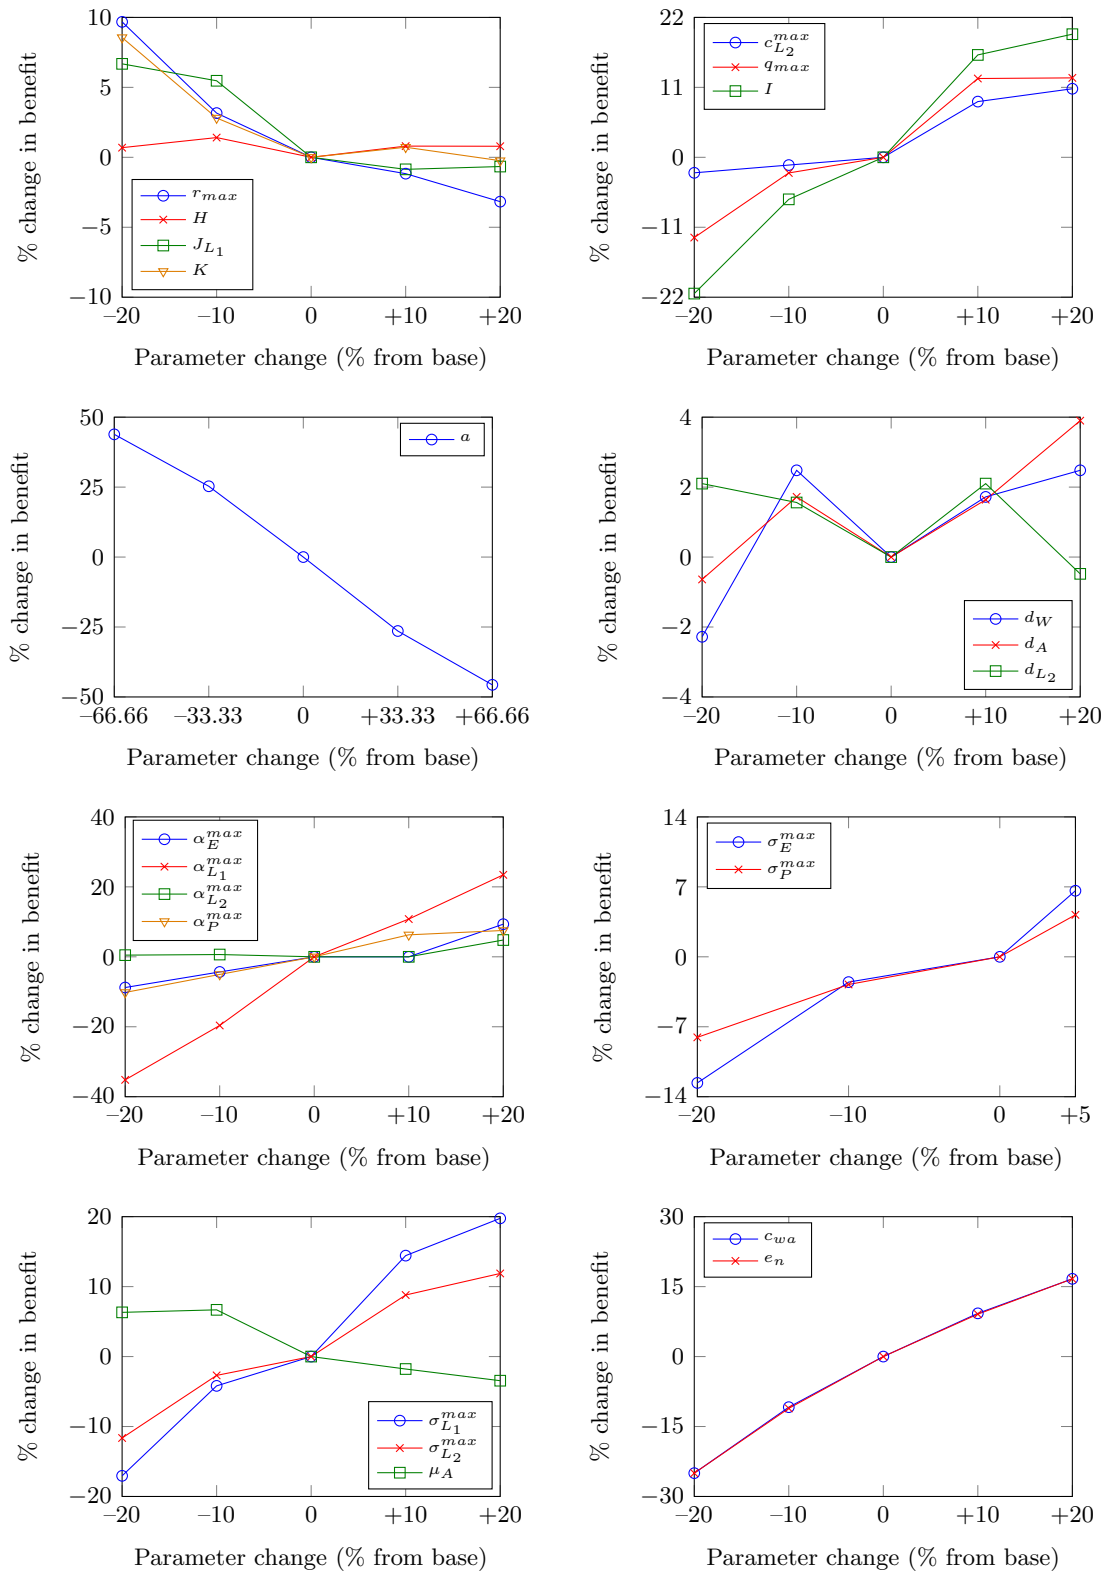 % change in benefit
10
5
0
−5
−10
r_max
H
J_L1
K
–20 –10 0 +10 +20
Parameter change (% from base)
% change in benefit
22
11
0
−11
−22
c_L2^max
q_max
I
–20 –10 0 +10 +20
Parameter change (% from base)
% change in benefit
50
25
0
−25
−50
a
–66.66 –33.33 0 +33.33 +66.66
Parameter change (% from base)
% change in benefit
4
2
0
−2
−4
d_W
d_A
d_L2
–20 –10 0 +10 +20
Parameter change (% from base)
% change in benefit
40
20
0
−20
−40
α_E^max
α_L1^max
α_L2^max
α_P^max
–20 –10 0 +10 +20
Parameter change (% from base)
% change in benefit
14
7
0
−7
−14
σ_E^max
σ_P^max
–20 –10 0 +5
Parameter change (% from base)
% change in benefit
20
10
0
−10
−20
σ_L1^max
σ_L2^max
μ_A
–20 –10 0 +10 +20
Parameter change (% from base)
% change in benefit
30
15
0
−15
−30
c_wa
e_n
–20 –10 0 +10 +20
Parameter change (% from base)